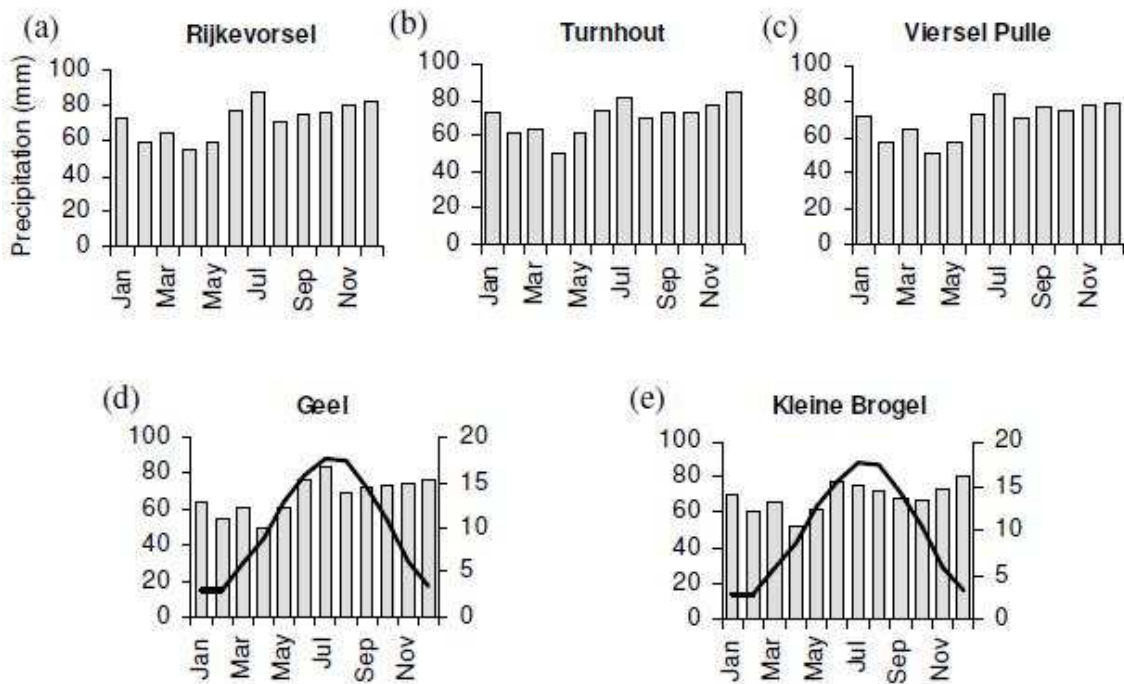 (a)
Rijkevorsel
Precipitation (mm)
100
80
60
40
20
0
Jan
Mar
May
Jul
Sep
Nov
(b)
Turnhout
100
80
60
40
20
0
Jan
Mar
May
Jul
Sep
Nov
(c)
Viersel Pulle
100
80
60
40
20
0
Jan
Mar
May
Jul
Sep
Nov
(d)
Geel
100
80
60
40
20
0
20
15
10
5
0
Jan
Mar
May
Jul
Sep
Nov
(e)
Kleine Brogel
100
80
60
40
20
0
20
15
10
5
0
Jan
Mar
May
Jul
Sep
Nov